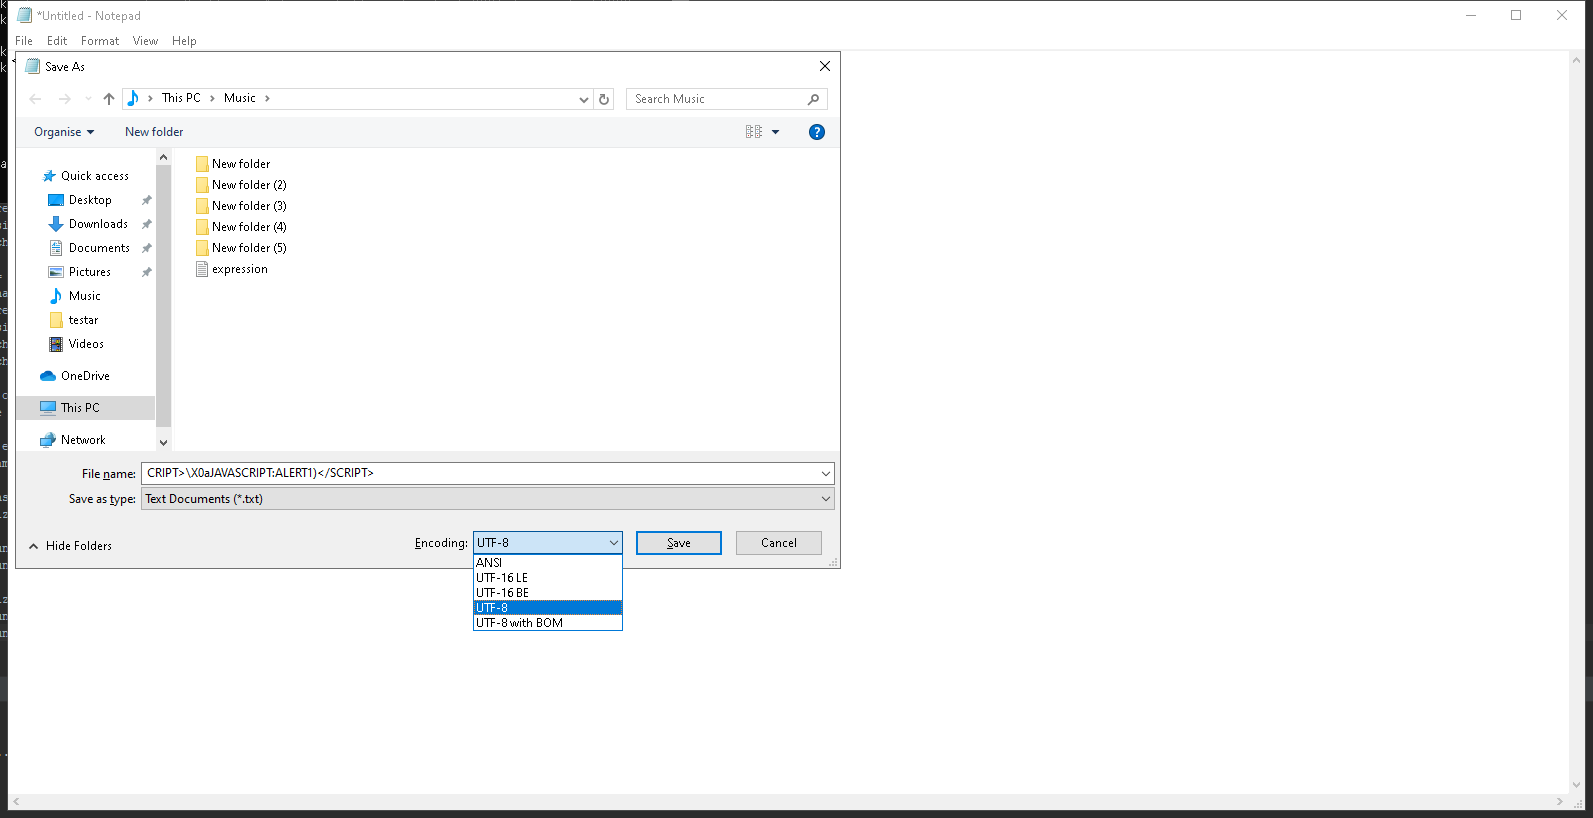 *Untitled - Notepad
File Edit Format View Help
Save As
This PC Music
Search Music
Organise New folder
Quick access
Desktop
Downloads
Documents
Pictures
Music
testar
Videos
OneDrive
This PC
Network
New folder
New folder (2)
New folder (3)
New folder (4)
New folder (5)
expression
File name: CRIPT>\X0aJAVASCRIPT:ALERT1)</SCRIPT>
Save as type: Text Documents (*.txt)
Hide Folders
Encoding: UTF-8
Save Cancel
ANSI
UTF-16 LE
UTF-16 BE
UTF-8
UTF-8 with BOM